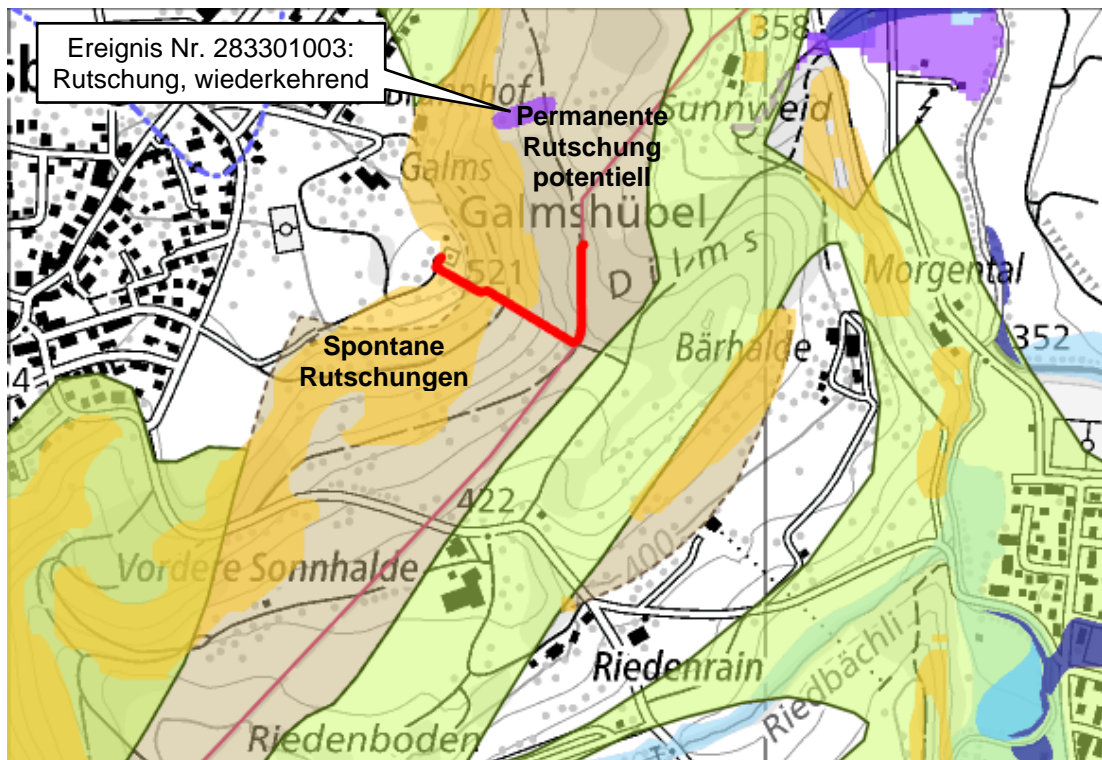 Ereignis Nr. 283301003:
Rutschung, wiederkehrend
358
Sunnweid
Permanente
Rutschung
potentiell
Galms
Galmshübel
521
Dilms
Morgental
352
Bärhalde
Spontane
Rutschungen
422
400
Vordere Sonnhalde
Riedenrain
Riedbächli
Riedenboden